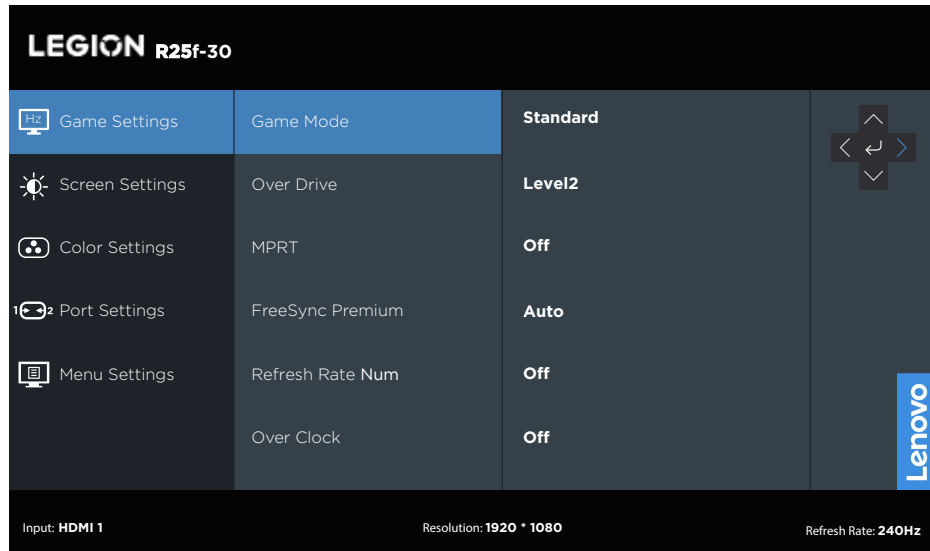 LEGION R25f-30
Hz Game Settings Game Mode Standard
Screen Settings Over Drive Level2
Color Settings MPRT Off
1 2 Port Settings FreeSync Premium Auto
Menu Settings Refresh Rate Num Off
Over Clock Off
Lenovo
Input: HDMI 1 Resolution: 1920 * 1080 Refresh Rate: 240Hz